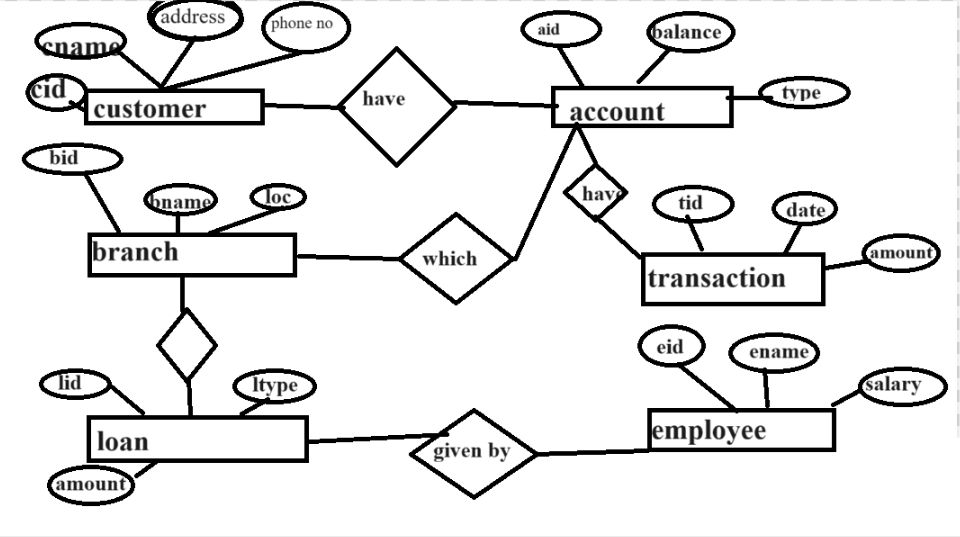 address
phone no
cname
cid
customer
have
aid
balance
account
type
bid
bname
loc
branch
which
have
tid
date
amount
transaction
lid
ltype
loan
amount
given by
eid
ename
salary
employee